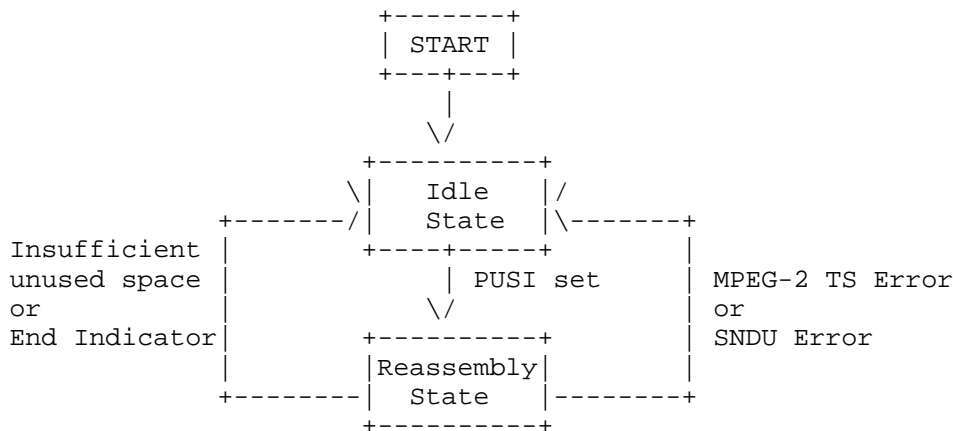 START
Idle
State
Insufficient
unused space
or
End Indicator
PUSI set
MPEG-2 TS Error
or
SNDU Error
Reassembly
State